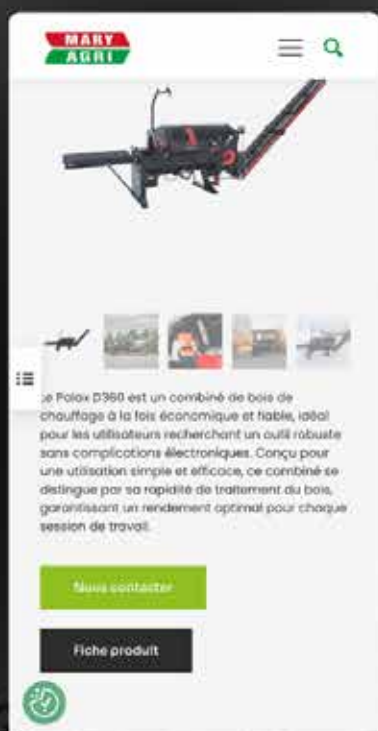 MARY
AGRI
Le Palax D360 est un combiné de bois de
chauffage à la fois économique et fiable, idéal
pour les utilisateurs recherchant un outil robuste
sans complications électroniques. Conçu pour
une utilisation simple et efficace, ce combiné se
distingue par sa rapidité de traitement du bois,
garantissant un rendement optimal pour chaque
session de travail.
Nous contacter
Fiche produit